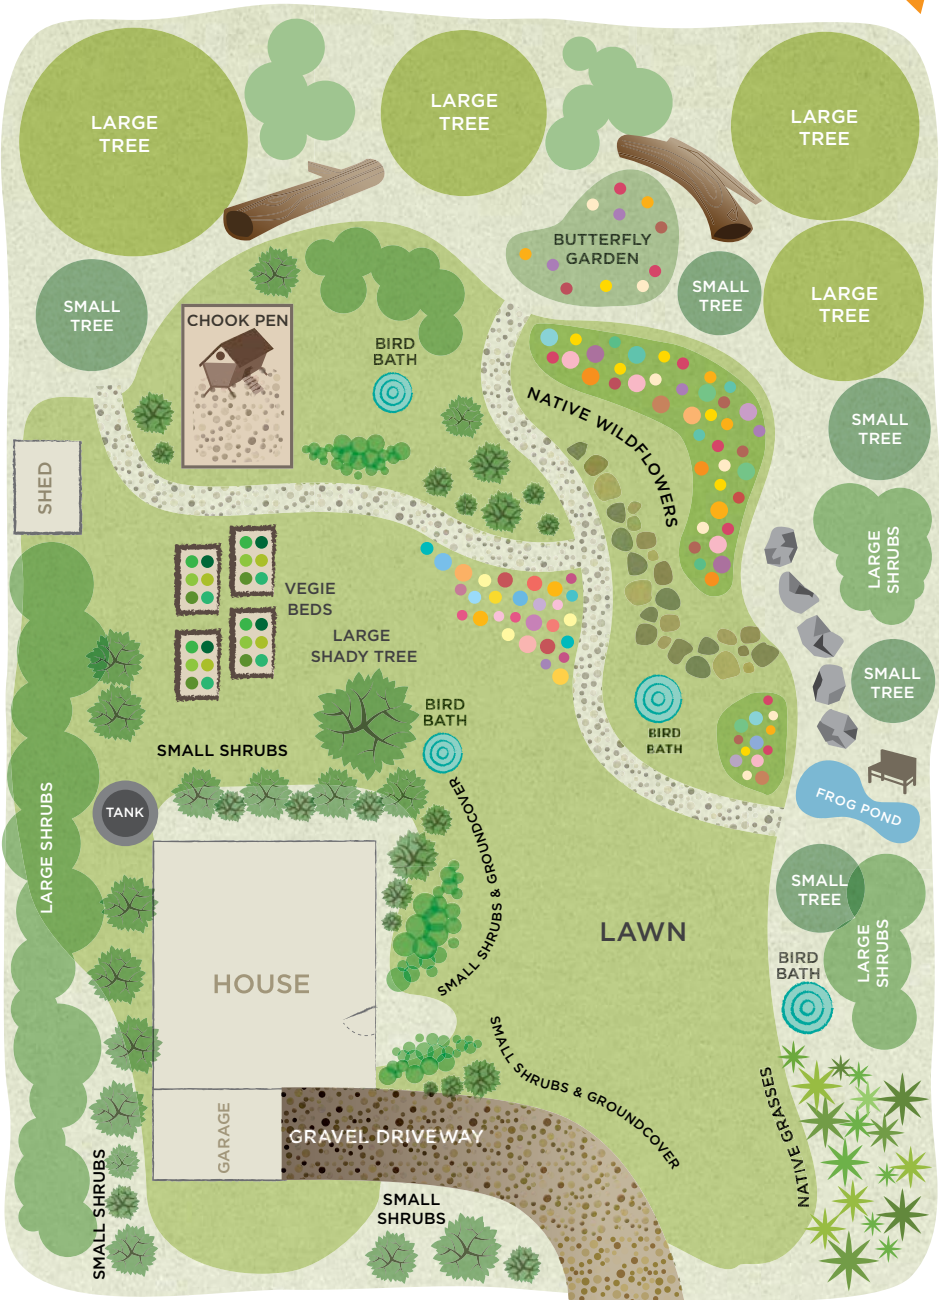 LARGE
TREE
LARGE
TREE
LARGE
TREE
BUTTERFLY
GARDEN
SMALL
TREE
SMALL
TREE
LARGE
TREE
CHOOK PEN
BIRD
BATH
NATIVE WILDFLOWERS
SMALL
TREE
SHED
LARGE
SHRUBS
VEGIE
BEDS
LARGE
SHADY TREE
SMALL
TREE
BIRD
BATH
BIRD
BATH
SMALL SHRUBS
TANK
FROG POND
LARGE SHRUBS
SMALL SHRUBS & GROUNDCOVER
SMALL
TREE
LAWN
LARGE
SHRUBS
BIRD
BATH
HOUSE
SMALL SHRUBS & GROUNDCOVER
NATIVE GRASSES
GARAGE
GRAVEL DRIVEWAY
SMALL SHRUBS
SMALL
SHRUBS